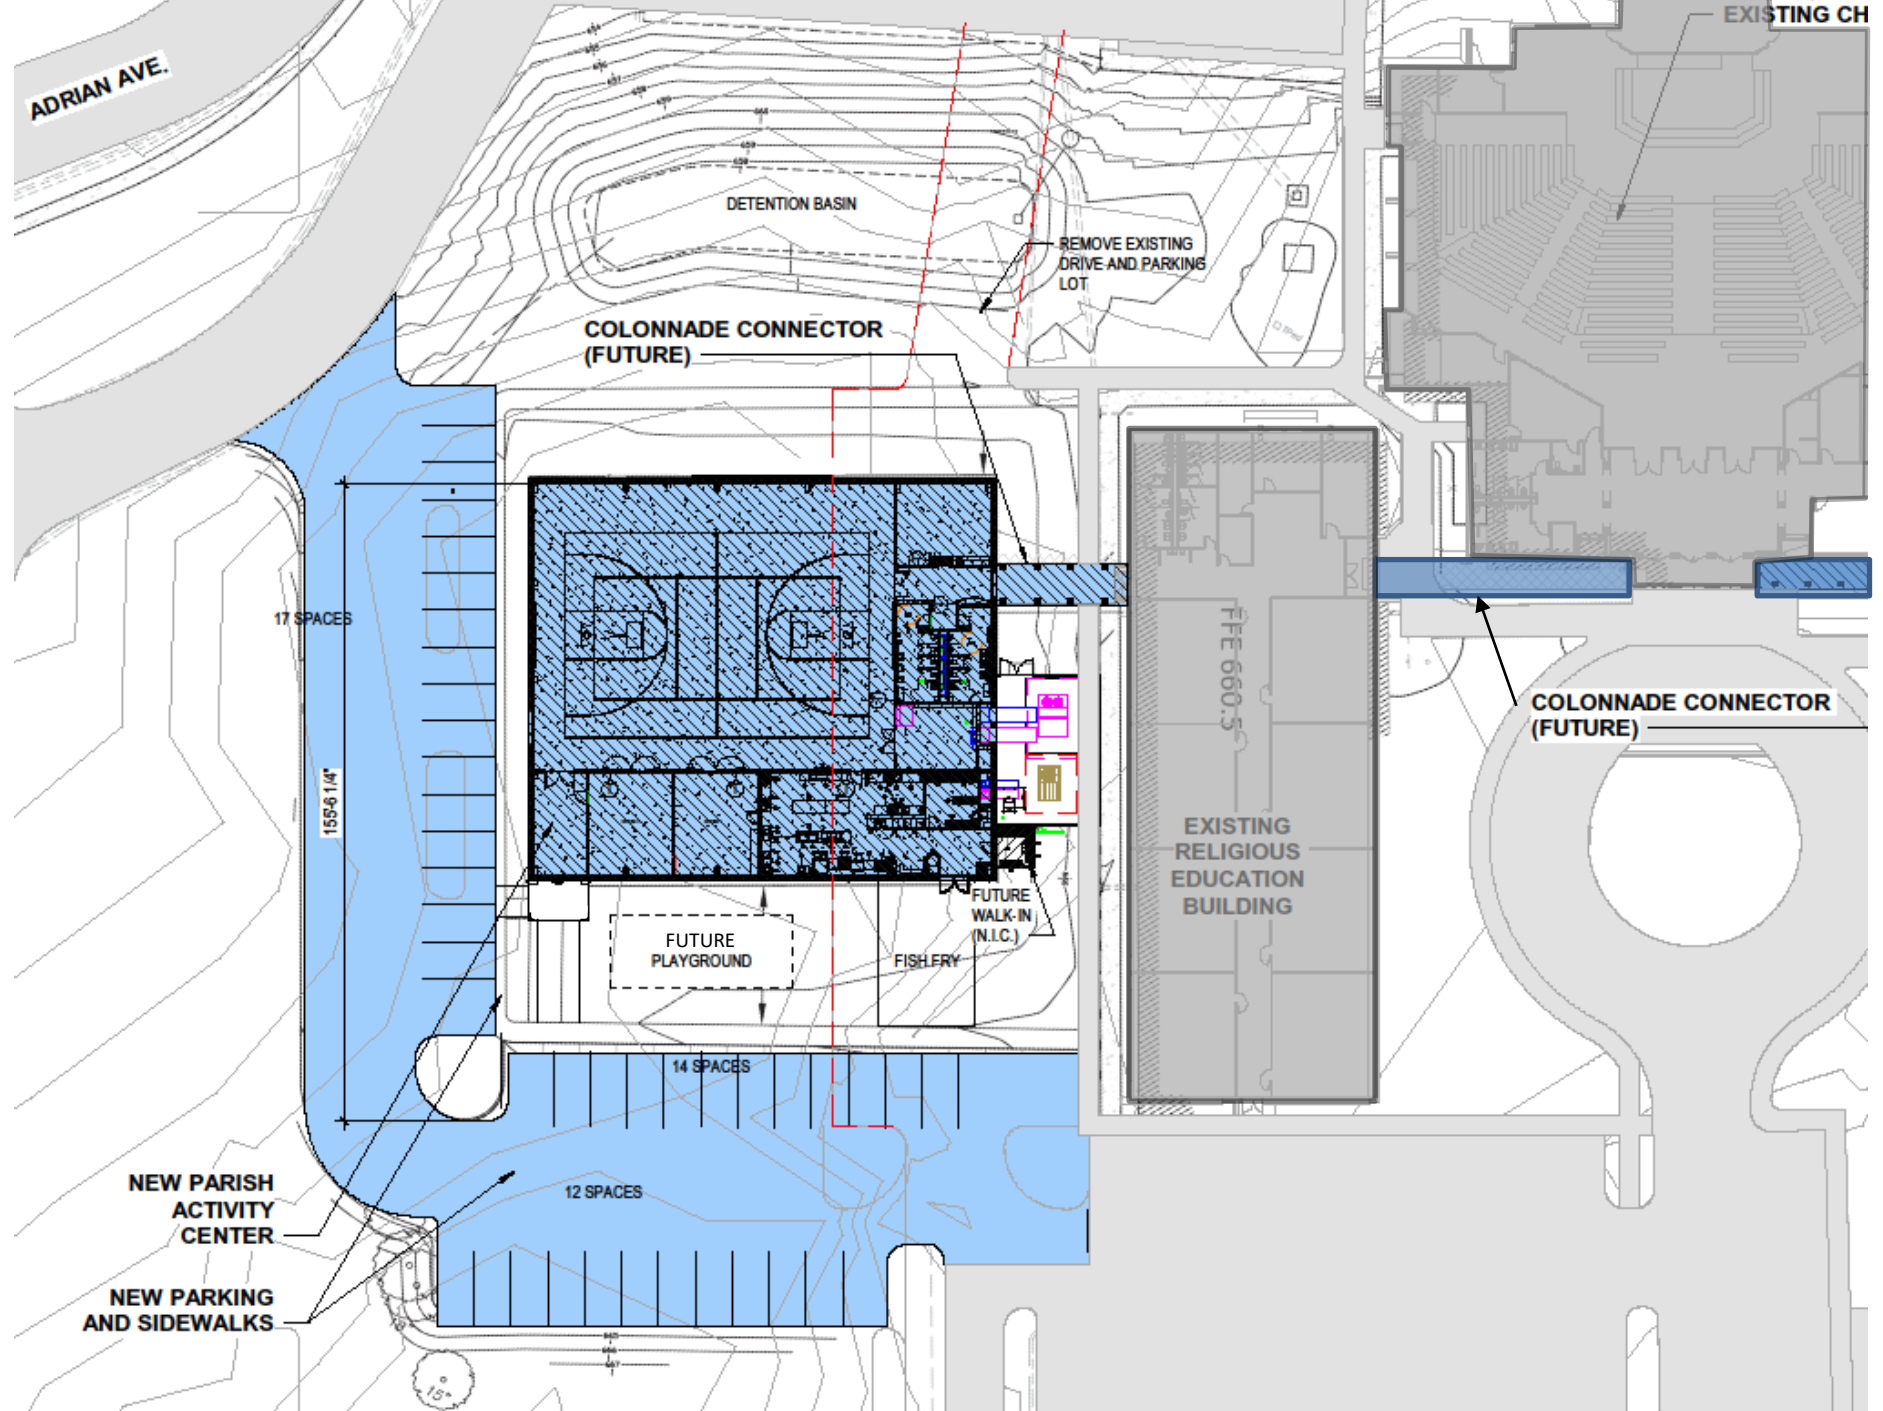 EXISTING CH
ADRIAN AVE.
DETENTION BASIN
REMOVE EXISTING
DRIVE AND PARKING
LOT
COLONNADE CONNECTOR
(FUTURE)
17 SPACES
FFE 660.5
COLONNADE CONNECTOR
(FUTURE)
155'-6 1/4"
EXISTING
RELIGIOUS
EDUCATION
BUILDING
FUTURE
WALK-IN
(N.I.C.)
FUTURE
PLAYGROUND
FISH FRY
14 SPACES
12 SPACES
NEW PARISH
ACTIVITY
CENTER
NEW PARKING
AND SIDEWALKS
15"